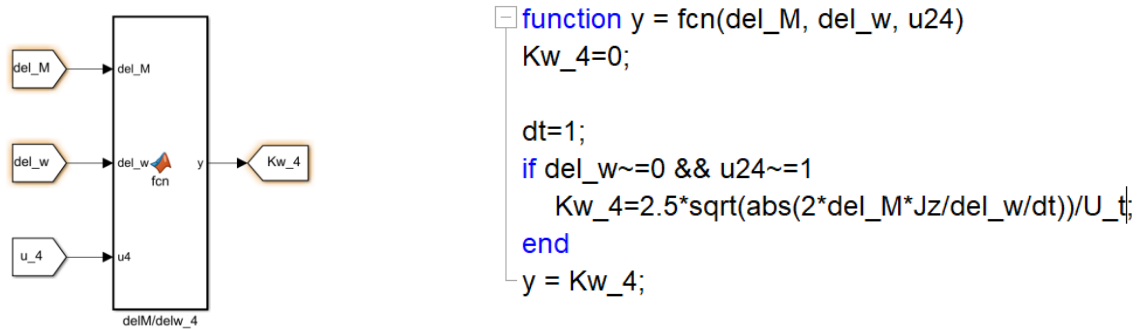 del_M
del_M
del_w
del_w
fcn
y
Kw_4
u_4
u4
delM/delw_4
function y = fcn(del_M, del_w, u24)
Kw_4=0;
dt=1;
if del_w~=0 && u24~=1
Kw_4=2.5*sqrt(abs(2*del_M*Jz/del_w/dt))/U_t;
end
y = Kw_4;